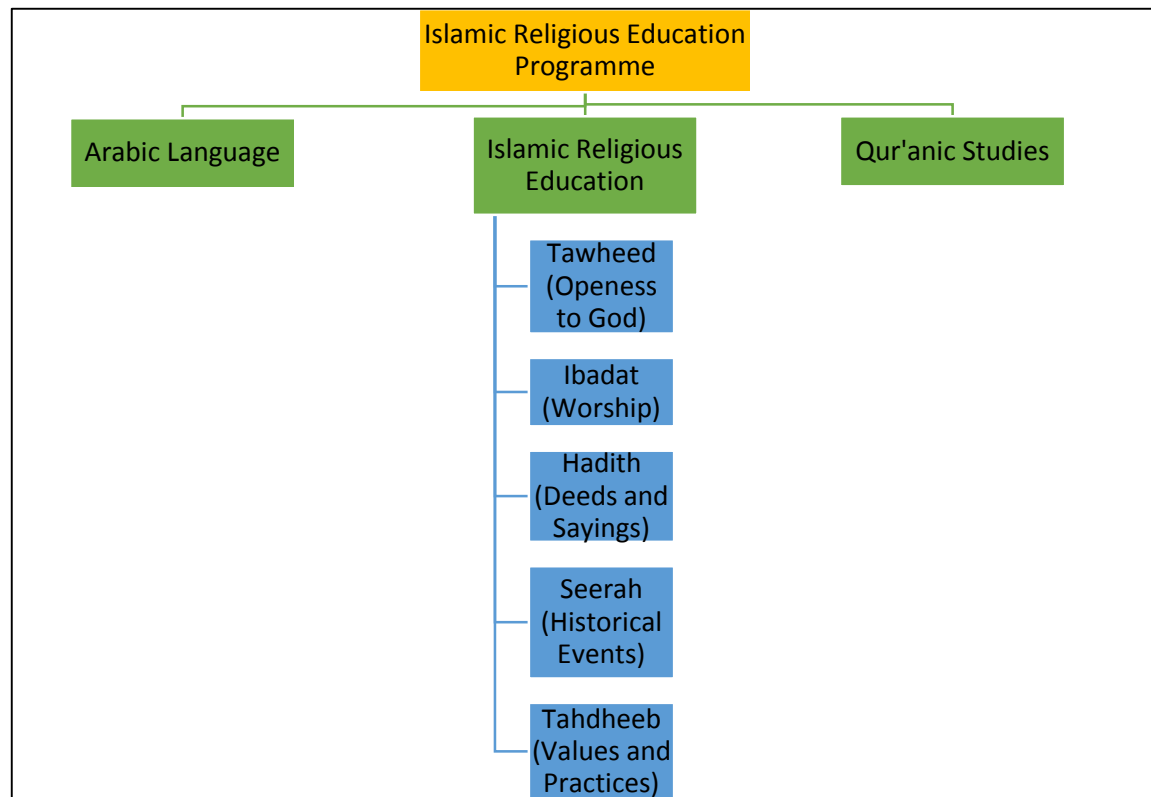 Islamic Religious Education
Programme
Arabic Language
Islamic Religious
Education
Qur'anic Studies
Tawheed
(Openess
to God)
Ibadat
(Worship)
Hadith
(Deeds and
Sayings)
Seerah
(Historical
Events)
Tahdheeb
(Values and
Practices)